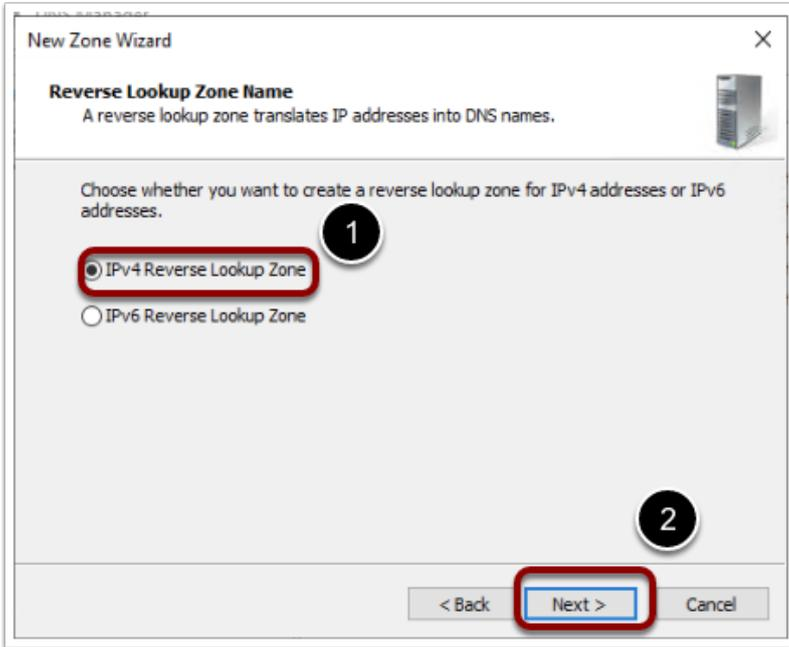 DNS Manager
New Zone Wizard
Reverse Lookup Zone Name
A reverse lookup zone translates IP addresses into DNS names.
Choose whether you want to create a reverse lookup zone for IPv4 addresses or IPv6
addresses.
1
IPv4 Reverse Lookup Zone
IPv6 Reverse Lookup Zone
2
< Back
Next >
Cancel